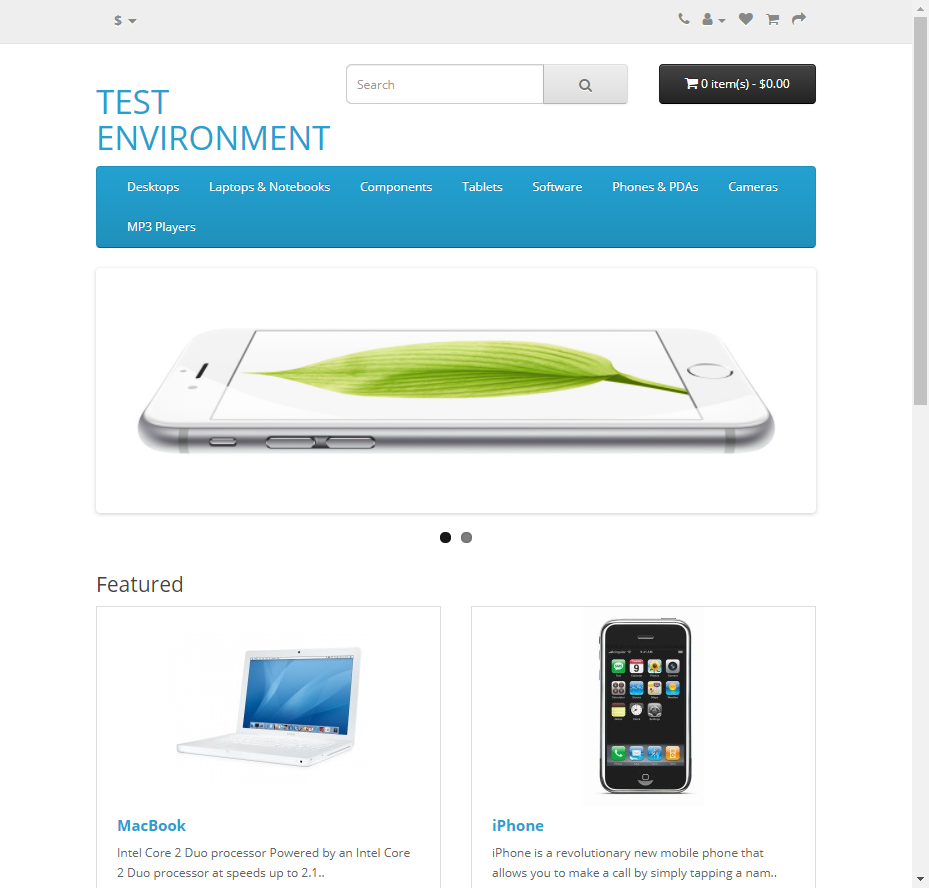 $
Search
0 item(s) - $0.00
TEST
ENVIRONMENT
Desktops
Laptops & Notebooks
Components
Tablets
Software
Phones & PDAs
Cameras
MP3 Players
Featured
MacBook
Intel Core 2 Duo processor Powered by an Intel Core
2 Duo processor at speeds up to 2.1..
iPhone
iPhone is a revolutionary new mobile phone that
allows you to make a call by simply tapping a nam..